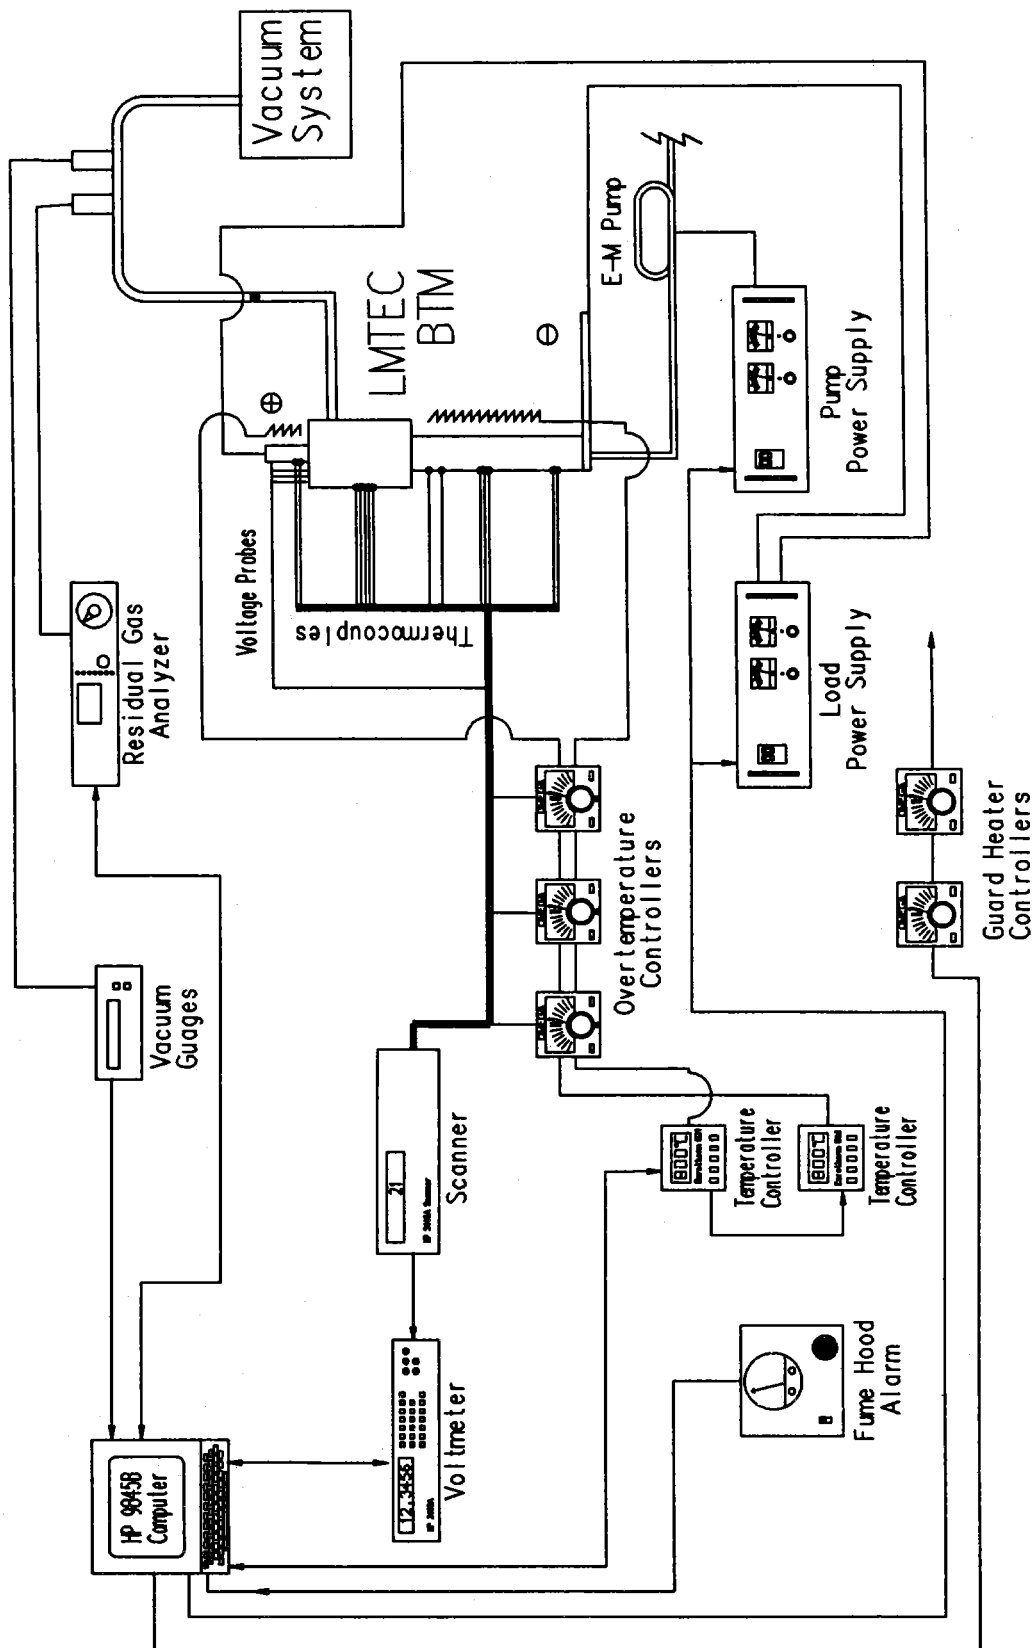 Vacuum
System
LMTEC
BTM
E-M Pump
Pump
Power Supply
Voltage Probes
Thermocouples
Residual Gas
Analyzer
Load
Power Supply
Overtemperature
Controllers
Guard Heater
Controllers
Vacuum
Guages
21
Scanner
800°C
Temperature
Controller
800°C
Temperature
Controller
12.3456
Voltmeter
Fume Hood
Alarm
HP 9845B
Computer